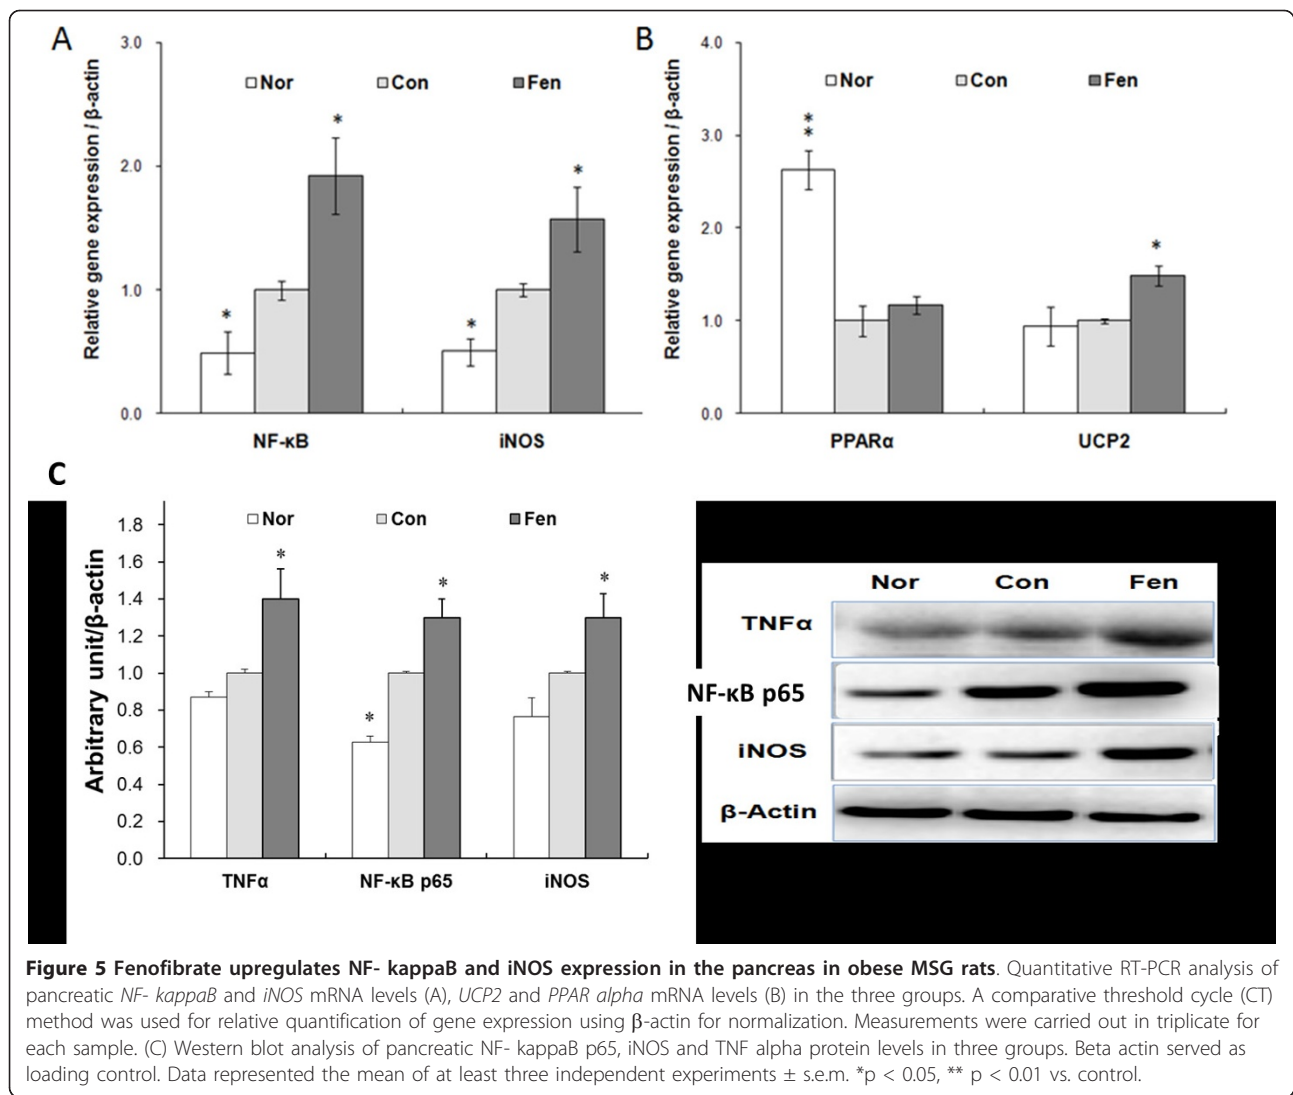 A
3.0
Nor Con Fen
*
2.0
*
Relative gene expression / β-actin
1.0
*
*
0.0
NF-κB iNOS
B
4.0
Nor Con Fen
*
*
3.0
Relative gene expression / β-actin
2.0
*
1.0
0.0
PPARα UCP2
C
Nor Con Fen
1.8
1.6
*
*
*
1.4
1.2
Arbitrary unit/β-actin
1.0
0.8
*
0.6
0.4
0.2
0.0
TNFα NF-κB p65 iNOS
Nor Con Fen
TNFα
NF-κB p65
iNOS
β-Actin
Figure 5 Fenofibrate upregulates NF- kappaB and iNOS expression in the pancreas in obese MSG rats. Quantitative RT-PCR analysis of
pancreatic NF- kappaB and iNOS mRNA levels (A), UCP2 and PPAR alpha mRNA levels (B) in the three groups. A comparative threshold cycle (CT)
method was used for relative quantification of gene expression using β-actin for normalization. Measurements were carried out in triplicate for
each sample. (C) Western blot analysis of pancreatic NF- kappaB p65, iNOS and TNF alpha protein levels in three groups. Beta actin served as
loading control. Data represented the mean of at least three independent experiments ± s.e.m. *p < 0.05, ** p < 0.01 vs. control.